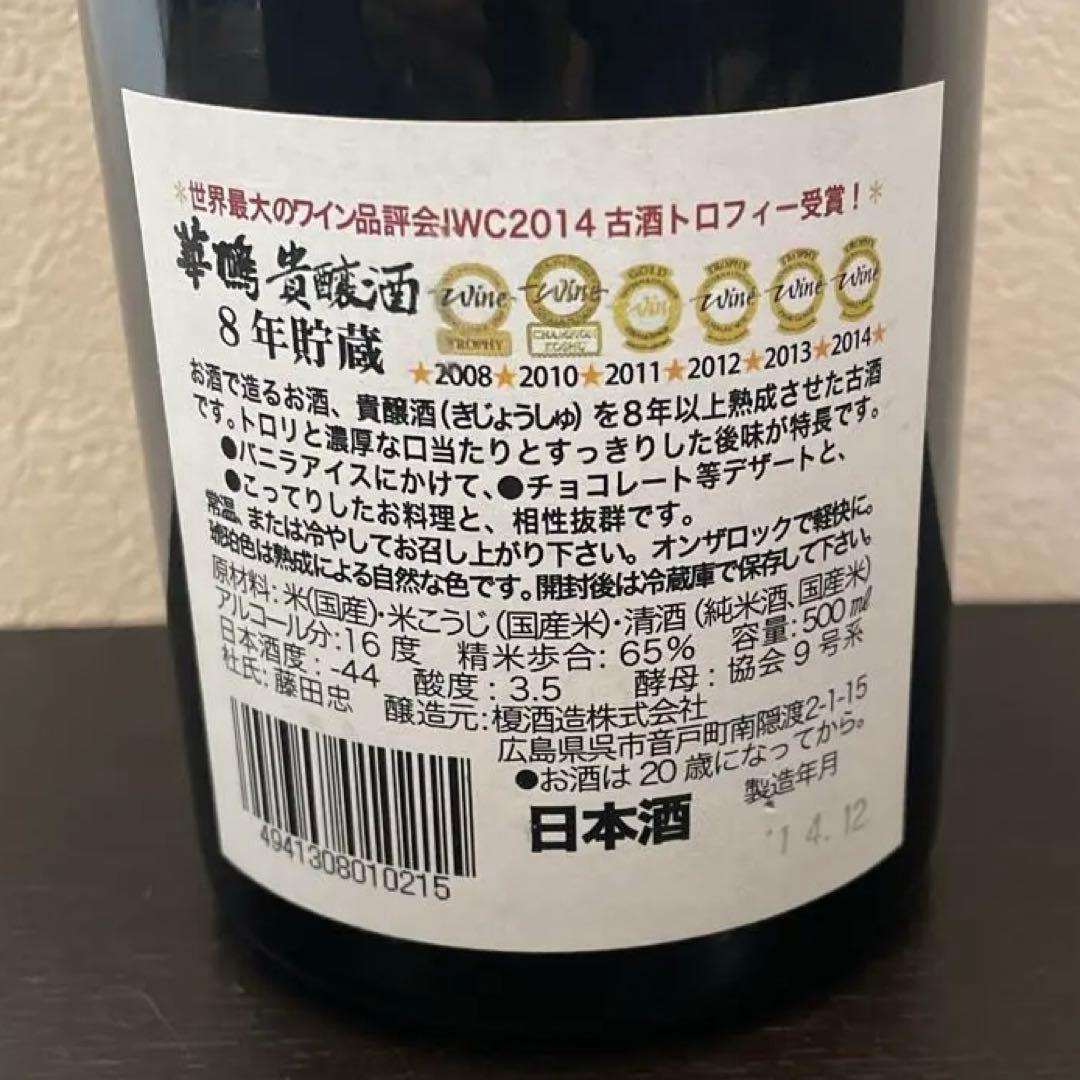 *世界最大のワイン品評会IWC2014 古酒トロフィー受賞！*
華鳩 貴醸酒
8年貯蔵
Wine TROPHY
Wine CHAMPION KOSHU
GOLD Win
TROPHY Wine
TROPHY Wine
TROPHY Wine
★2008★2010★2011★2012★2013★2014★
お酒で造るお酒、貴醸酒(きじょうしゅ)を8年以上熟成させた古酒
です。トロリと濃厚な口当たりとすっきりした後味が特長です。
●バニラアイスにかけて、●チョコレート等デザートと、
●こってりしたお料理と、相性抜群です。
常温、または冷やしてお召し上がり下さい。オンザロックで軽快に。
琥珀色は熟成による自然な色です。開封後は冷蔵庫で保存して下さい。
原材料:米(国産)・米こうじ(国産米)・清酒(純米酒、国産米)
アルコール分:16度 精米歩合:65% 容量:500㎖
日本酒度:-44 酸度:3.5 酵母:協会9号系
杜氏:藤田忠 醸造元:榎酒造株式会社
広島県呉市音戸町南隠渡2-1-15
●お酒は20歳になってから。
日本酒
製造年月
'14.12
4941308010215